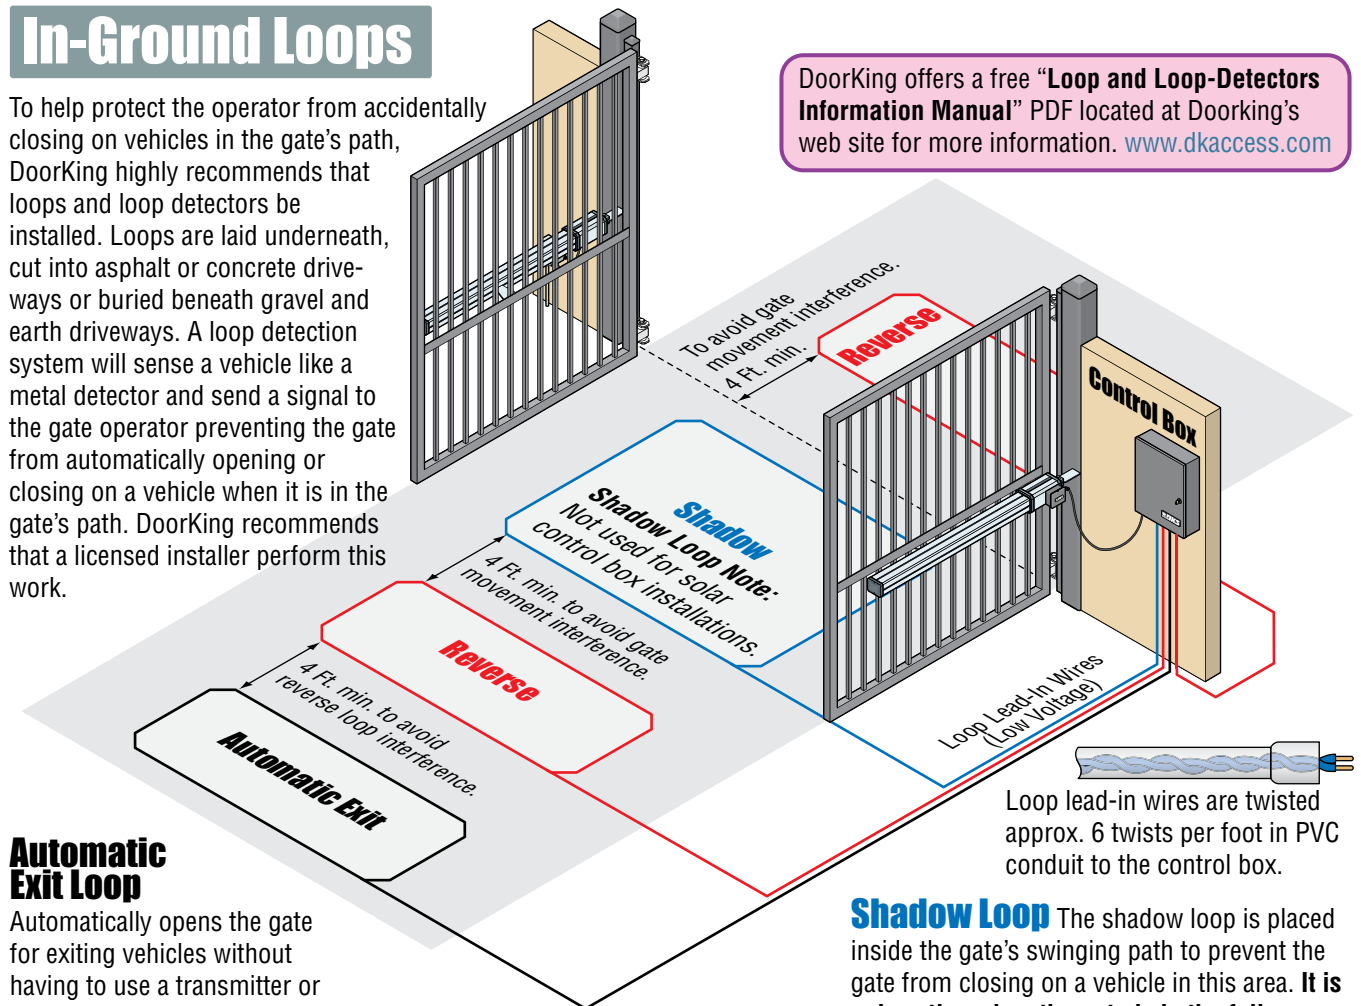 In-Ground Loops
To help protect the operator from accidentally
closing on vehicles in the gate's path,
DoorKing highly recommends that
loops and loop detectors be
installed. Loops are laid underneath,
cut into asphalt or concrete drive-
ways or buried beneath gravel and
earth driveways. A loop detection
system will sense a vehicle like a
metal detector and send a signal to
the gate operator preventing the gate
from automatically opening or
closing on a vehicle when it is in the
gate's path. DoorKing recommends
that a licensed installer perform this
work.
DoorKing offers a free “Loop and Loop-Detectors
Information Manual” PDF located at Doorking's
web site for more information. www.dkaccess.com
To avoid gate
movement interference.
4 Ft. min.
Reverse
Control Box
Shadow
Shadow Loop Note:
Not used for solar
control box installations.
4 Ft. min. to avoid gate
movement interference.
Reverse
4 Ft. min. to avoid
reverse loop interference.
Automatic Exit
Loop Lead-In Wires
(Low Voltage)
Loop lead-in wires are twisted
approx. 6 twists per foot in PVC
conduit to the control box.
Automatic
Exit Loop
Automatically opens the gate
for exiting vehicles without
having to use a transmitter or
Shadow Loop The shadow loop is placed
inside the gate's swinging path to prevent the
gate from closing on a vehicle in this area. It is